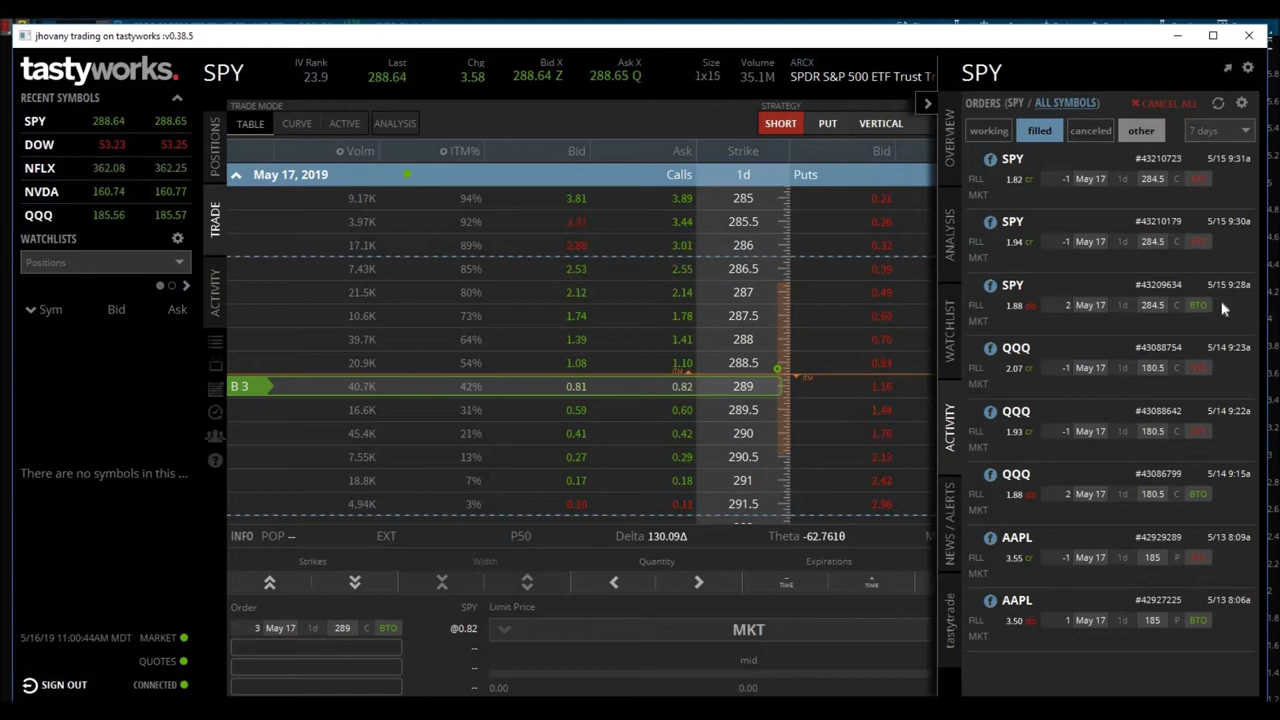 jhovany trading on tastyworks :v0.38.5
tastyworks.
RECENT SYMBOLS
SPY 288.64 288.65
DOW 53.23 53.25
NFLX 362.08 362.25
NVDA 160.74 160.77
QQQ 185.56 185.57
WATCHLISTS
Positions
Sym Bid Ask
There are no symbols in this ...
5/16/19 11:00:44AM MDT MARKET
QUOTES
SIGN OUT CONNECTED
SPY
IV Rank Last Chg Bid X Ask X Size Volume ARCX
23.9 288.64 3.58 288.64 Z 288.65 Q 1x15 35.1M SPDR S&P 500 ETF Trust Tr
TRADE MODE STRATEGY
TABLE CURVE ACTIVE ANALYSIS SHORT PUT VERTICAL
POSITIONS
TRADE
ACTIVITY
Volm ITM% Bid Ask Strike Bid
May 17, 2019 Calls 1d Puts
9.17K 94% 3.81 3.89 285 0.21
3.97K 92% 3.44 285.5 0.26
17.1K 89% 2.88 3.01 286 0.32
7.43K 85% 2.53 2.55 286.5 0.39
21.5K 80% 2.12 2.14 287 0.49
10.6K 73% 1.74 1.78 287.5 0.60
39.7K 64% 1.39 1.41 288 0.76
20.9K 54% 1.08 1.10 288.5
ITM
ITM
B 3 40.7K 42% 0.81 0.82 289 1.16
16.6K 31% 0.59 0.60 289.5 1.44
45.4K 21% 0.41 0.42 290 1.78
7.55K 13% 0.27 0.29 290.5
18.8K 7% 0.17 0.18 291
4.94K 3% 0.10 0.11 291.5 2.96
INFO POP -- EXT P50 Delta 130.09Δ Theta -62.761θ
Strikes Width Quantity Expirations
TIME TIME
Order SPY Limit Price
3 May 17 1d 289 C BTO @0.82 MKT
--
-- mid
-- 0.00 0.00
OVERVIEW
ANALYSIS
WATCHLIST
ACTIVITY
NEWS / ALERTS
tastytrade
SPY
ORDERS (SPY / ALL SYMBOLS) CANCEL ALL
working filled canceled other 7 days
SPY #43210723 5/15 9:31a
FILL 1.82 cr -1 May 17 1d 284.5 C
MKT
SPY #43210179 5/15 9:30a
FILL 1.94 cr -1 May 17 1d 284.5 C
MKT
SPY #43209634 5/15 9:28a
FILL 1.88 db 2 May 17 1d 284.5 C BTO
MKT
QQQ #43088754 5/14 9:23a
FILL 2.07 cr -1 May 17 1d 180.5 C
MKT
QQQ #43088642 5/14 9:22a
FILL 1.93 cr -1 May 17 1d 180.5 C
MKT
QQQ #43086799 5/14 9:15a
FILL 1.88 db 2 May 17 1d 180.5 C BTO
MKT
AAPL #42929289 5/13 8:09a
FILL 3.55 cr -1 May 17 1d 185 P
MKT
AAPL #42927225 5/13 8:06a
FILL 3.50 db 1 May 17 1d 185 P BTO
MKT